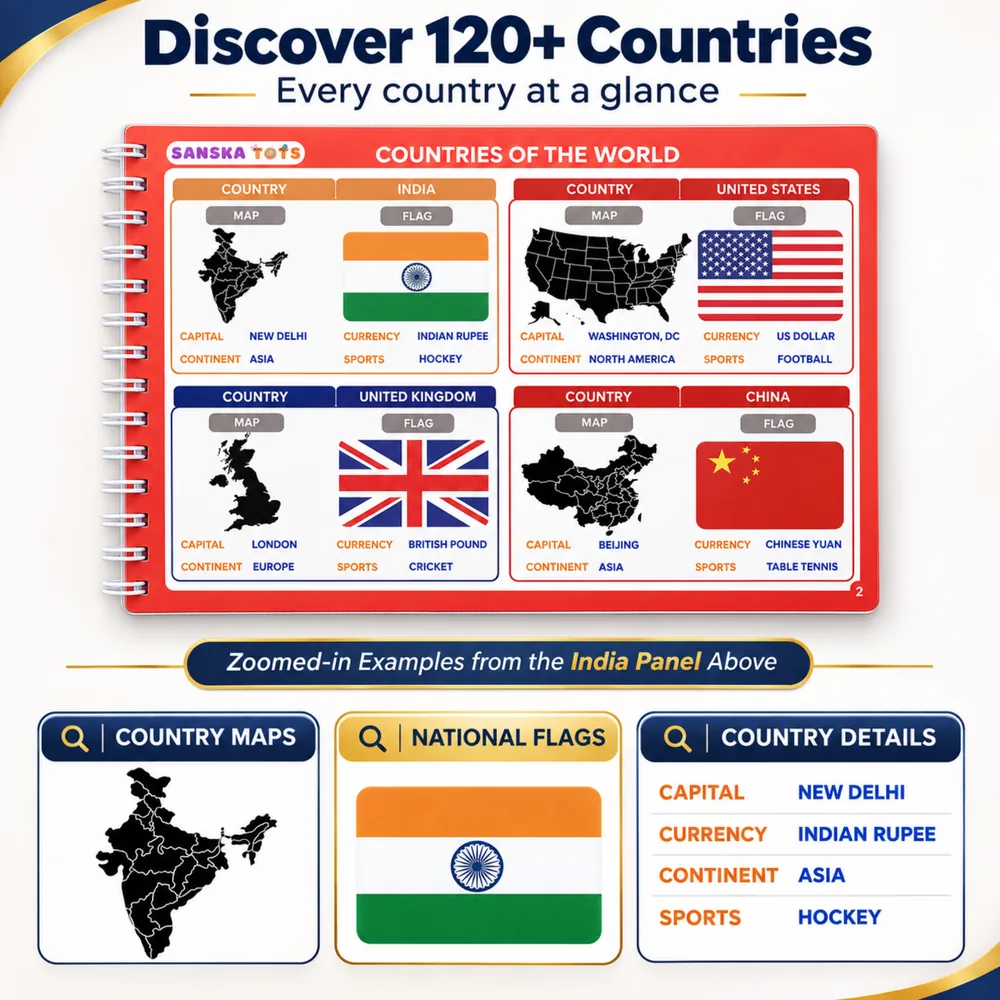 Discover 120+ Countries
Every country at a glance
SANSKA TOTS
COUNTRIES OF THE WORLD
COUNTRY INDIA
MAP FLAG
CAPITAL NEW DELHI CURRENCY INDIAN RUPEE
CONTINENT ASIA SPORTS HOCKEY
COUNTRY UNITED STATES
MAP FLAG
CAPITAL WASHINGTON, DC CURRENCY US DOLLAR
CONTINENT NORTH AMERICA SPORTS FOOTBALL
COUNTRY UNITED KINGDOM
MAP FLAG
CAPITAL LONDON CURRENCY BRITISH POUND
CONTINENT EUROPE SPORTS CRICKET
COUNTRY CHINA
MAP FLAG
CAPITAL BEIJING CURRENCY CHINESE YUAN
CONTINENT ASIA SPORTS TABLE TENNIS
2
Zoomed-in Examples from the India Panel Above
COUNTRY MAPS
NATIONAL FLAGS
COUNTRY DETAILS
CAPITAL NEW DELHI
CURRENCY INDIAN RUPEE
CONTINENT ASIA
SPORTS HOCKEY